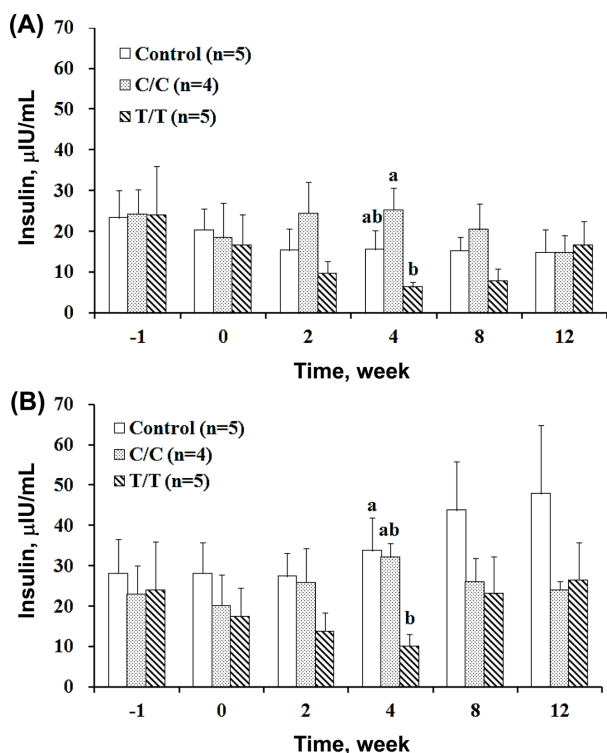 (A)
70
60
50
40
30
20
10
0
Insulin, μIU/mL
Control (n=5)
C/C (n=4)
T/T (n=5)
a
ab
b
-1 0 2 4 8 12
Time, week
(B)
70
60
50
40
30
20
10
0
Insulin, μIU/mL
Control (n=5)
C/C (n=4)
T/T (n=5)
a
ab
b
-1 0 2 4 8 12
Time, week